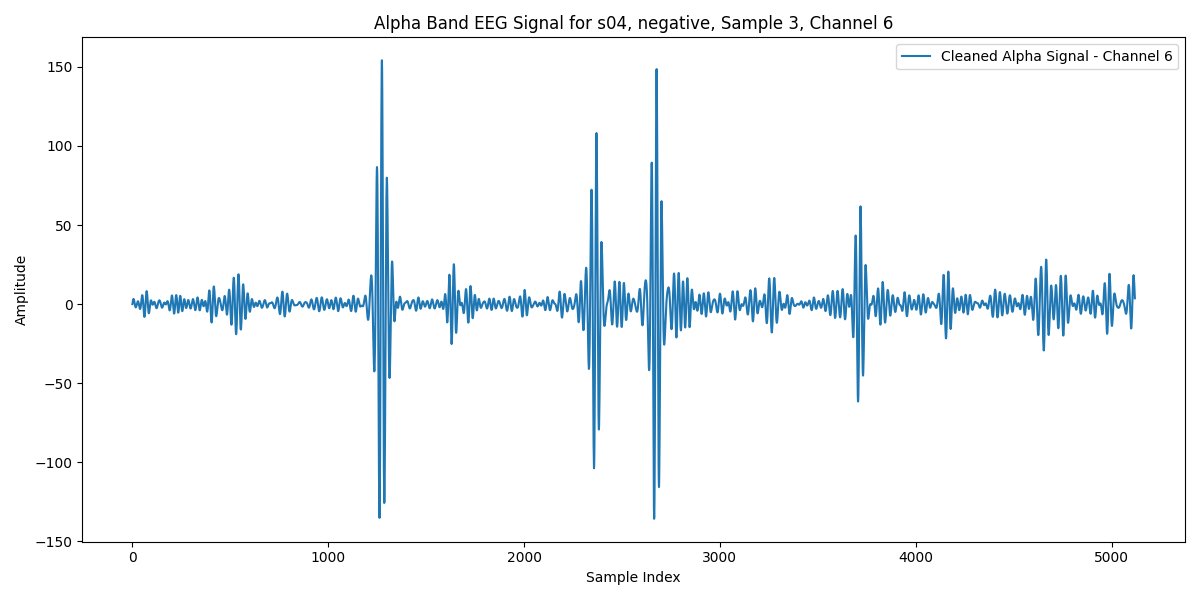 Alpha Band EEG Signal for s04, negative, Sample 3, Channel 6
Cleaned Alpha Signal - Channel 6
150
100
50
0
−50
−100
−150
Amplitude
0 1000 2000 3000 4000 5000
Sample Index